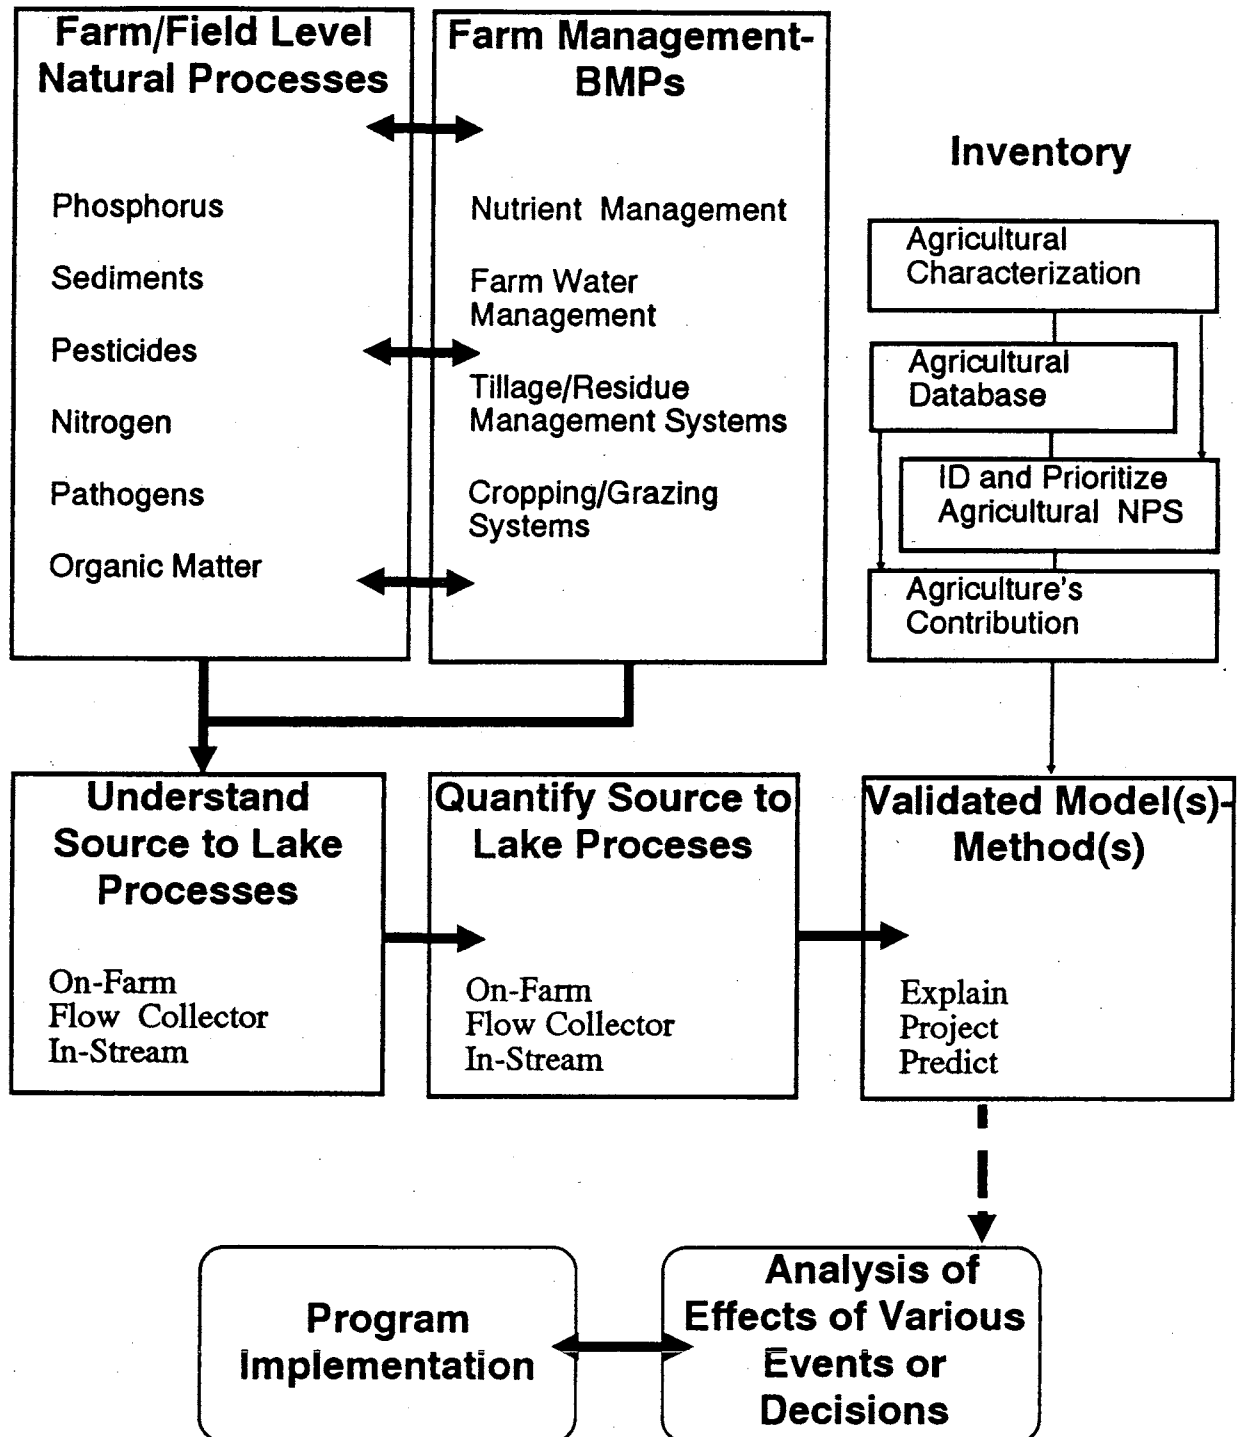 Farm/Field Level
Natural Processes
Phosphorus
Sediments
Pesticides
Nitrogen
Pathogens
Organic Matter
Farm Management-
BMPs
Nutrient Management
Farm Water
Management
Tillage/Residue
Management Systems
Cropping/Grazing
Systems
Inventory
Agricultural
Characterization
Agricultural
Database
ID and Prioritize
Agricultural NPS
Agriculture's
Contribution
Understand
Source to Lake
Processes
On-Farm
Flow Collector
In-Stream
Quantify Source to
Lake Proceses
On-Farm
Flow Collector
In-Stream
Validated Model(s)-
Method(s)
Explain
Project
Predict
Program
Implementation
Analysis of
Effects of Various
Events or
Decisions